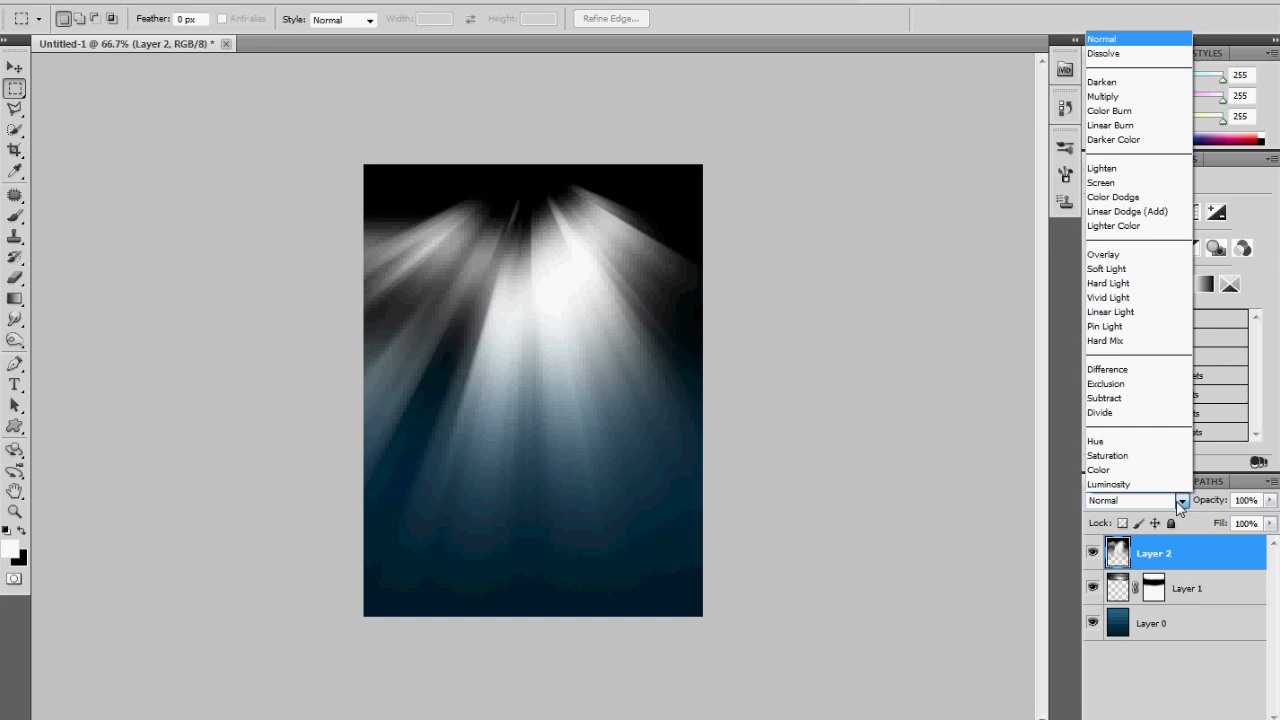 Feather: 0 px Anti-alias Style: Normal Width: Height: Refine Edge...
Untitled-1 @ 66.7% (Layer 2, RGB/8) *
Mb
Normal
Dissolve
Darken
Multiply
Color Burn
Linear Burn
Darker Color
Lighten
Screen
Color Dodge
Linear Dodge (Add)
Lighter Color
Overlay
Soft Light
Hard Light
Vivid Light
Linear Light
Pin Light
Hard Mix
Difference
Exclusion
Subtract
Divide
Hue
Saturation
Color
Luminosity
STYLES
255
255
255
PATHS
Normal Opacity: 100%
Lock: Fill: 100%
Layer 2
Layer 1
Layer 0